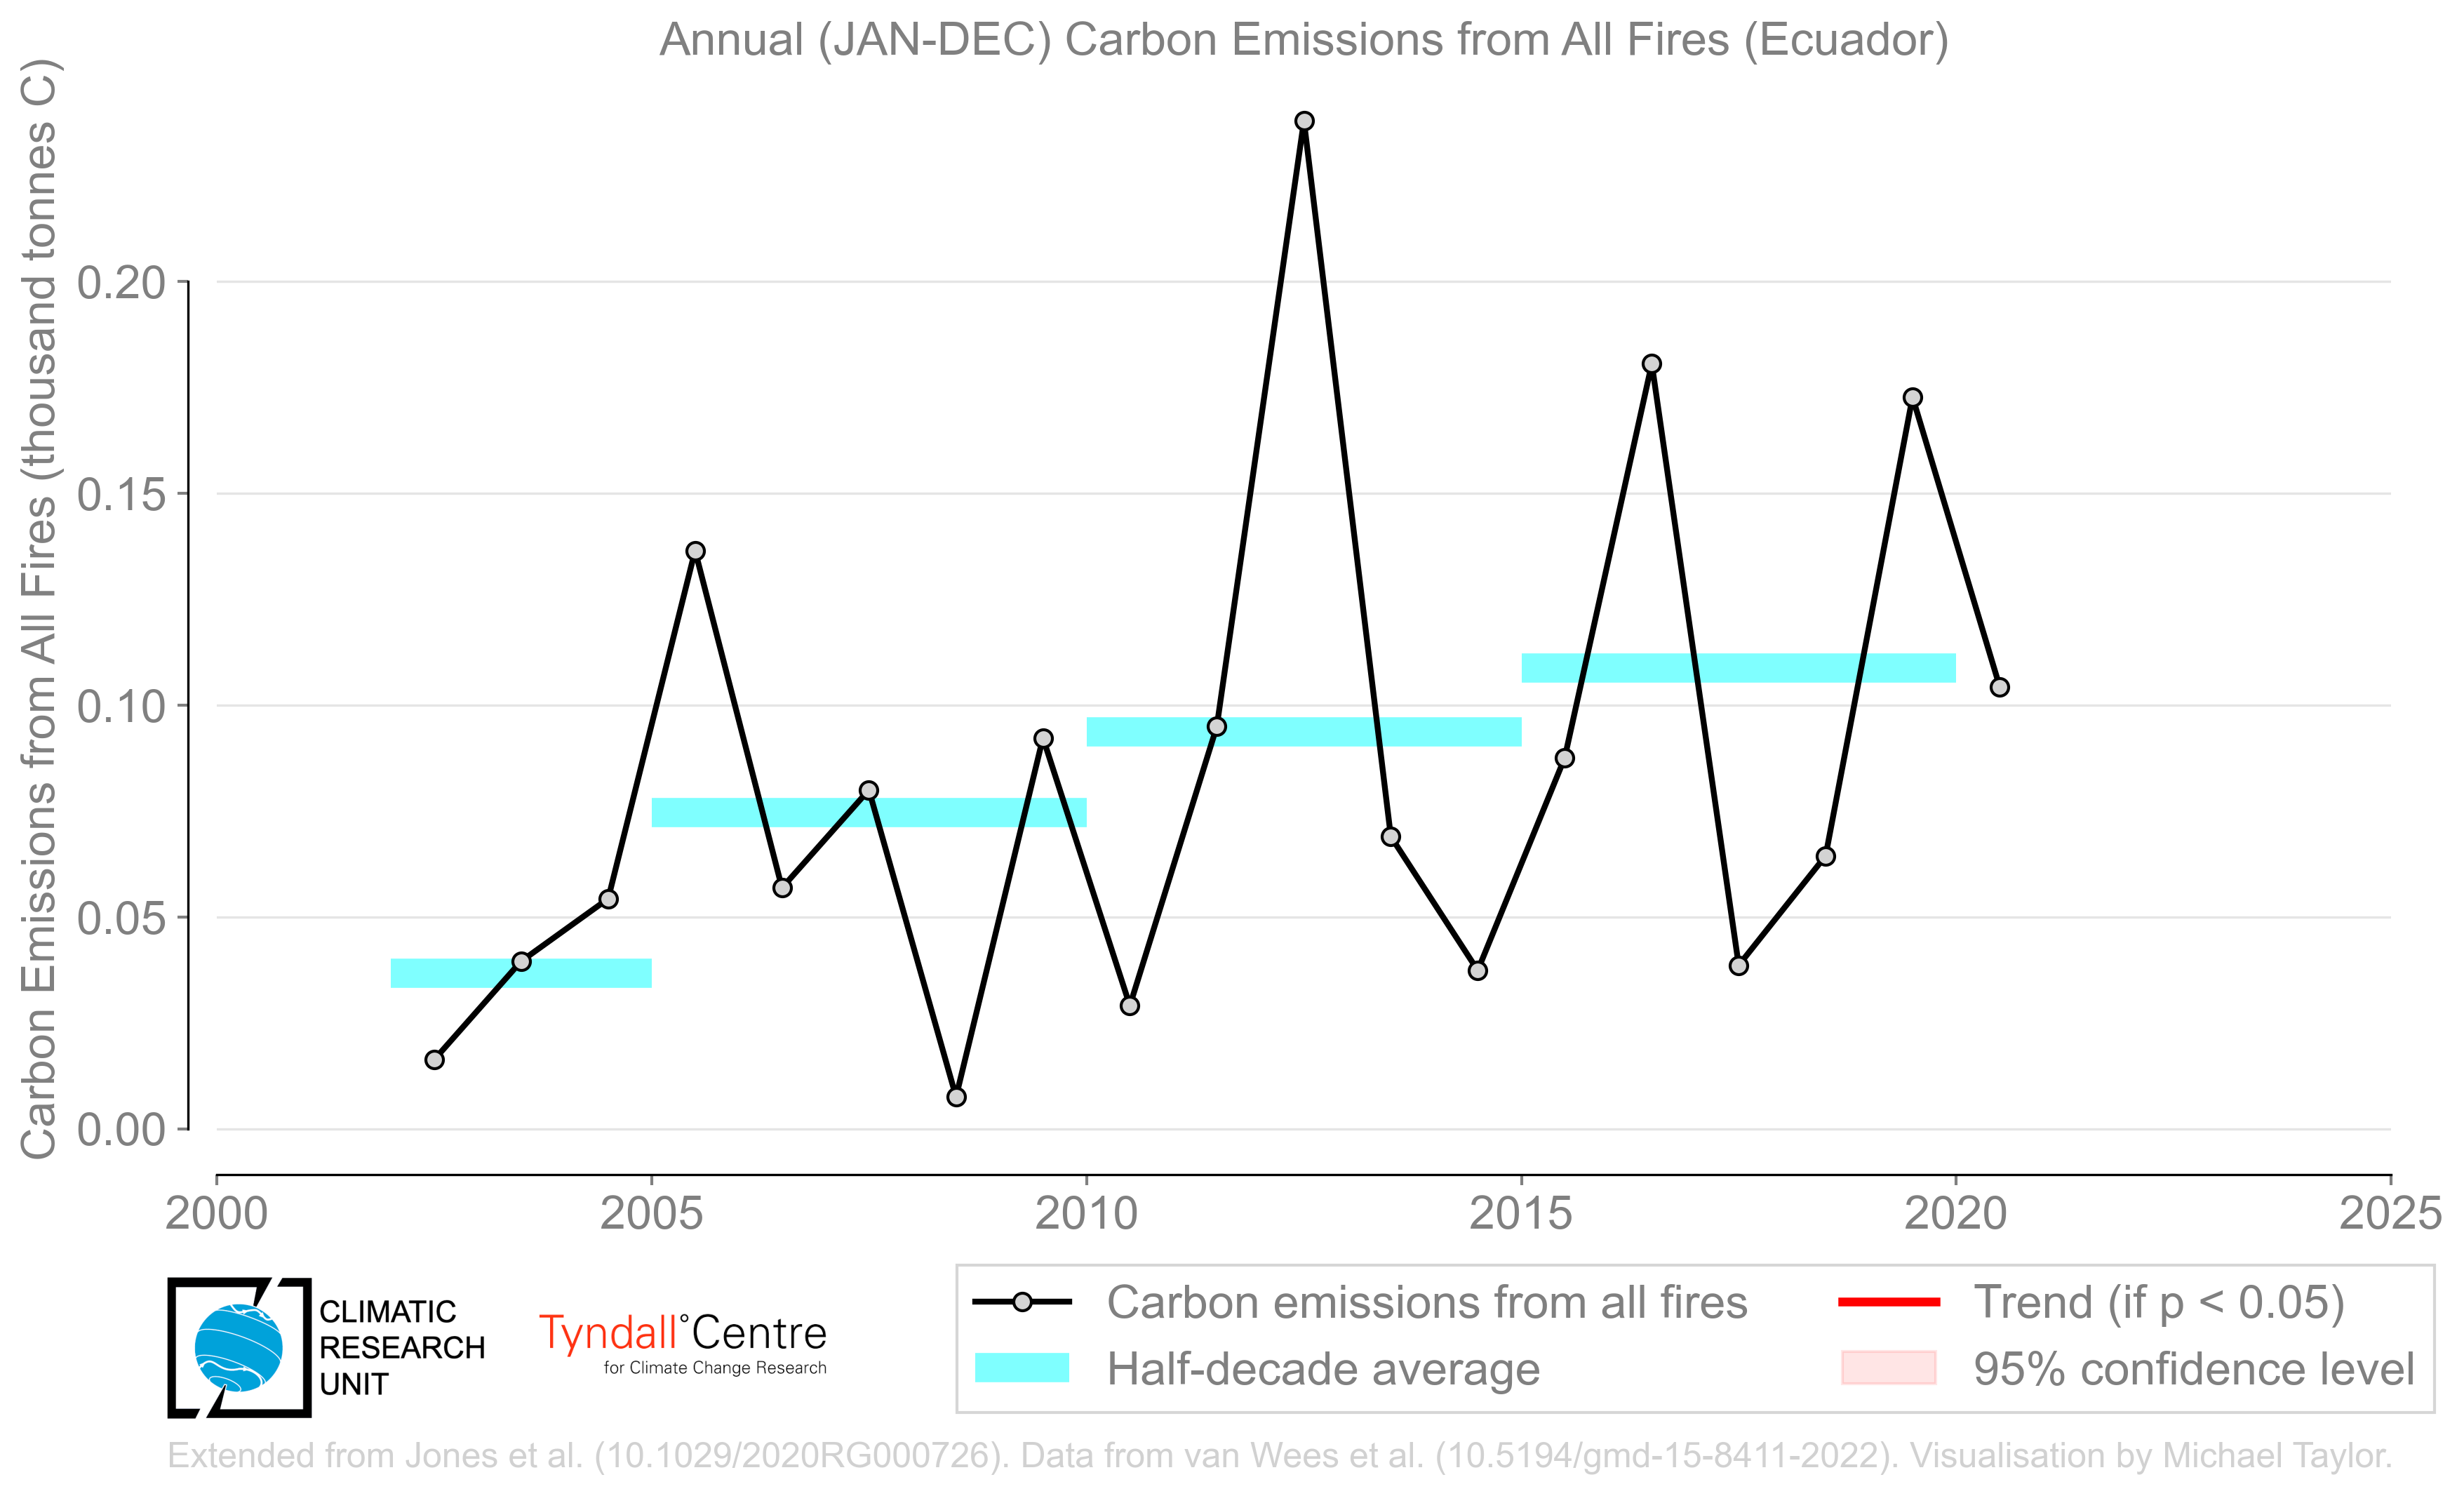 Annual (JAN-DEC) Carbon Emissions from All Fires (Ecuador)
Carbon Emissions from All Fires (thousand tonnes C)
0.20
0.15
0.10
0.05
0.00
2000 2005 2010 2015 2020 2025
CLIMATIC
RESEARCH
UNIT
Tyndall°Centre
for Climate Change Research
Carbon emissions from all fires
Half-decade average
Trend (if p < 0.05)
95% confidence level
Extended from Jones et al. (10.1029/2020RG000726). Data from van Wees et al. (10.5194/gmd-15-8411-2022). Visualisation by Michael Taylor.